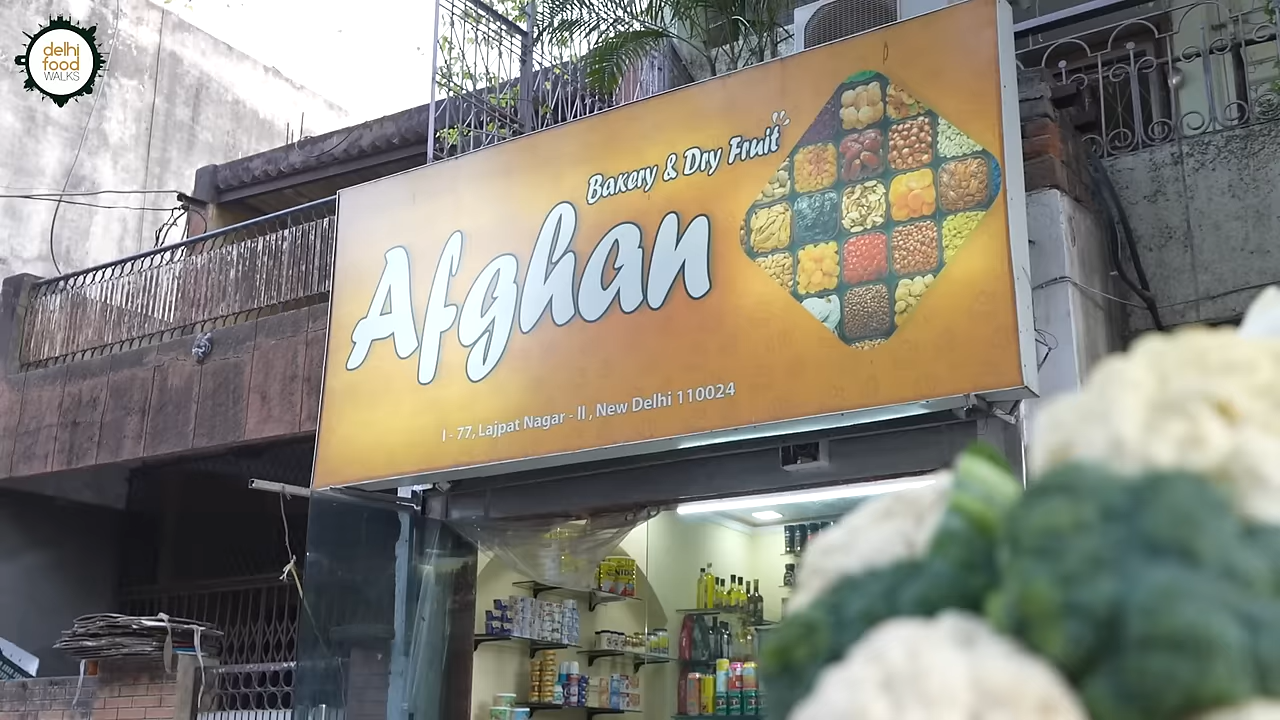 delhi
food
WALKS
Bakery & Dry Fruit
Afghan
I - 77, Lajpat Nagar - II , New Delhi 110024